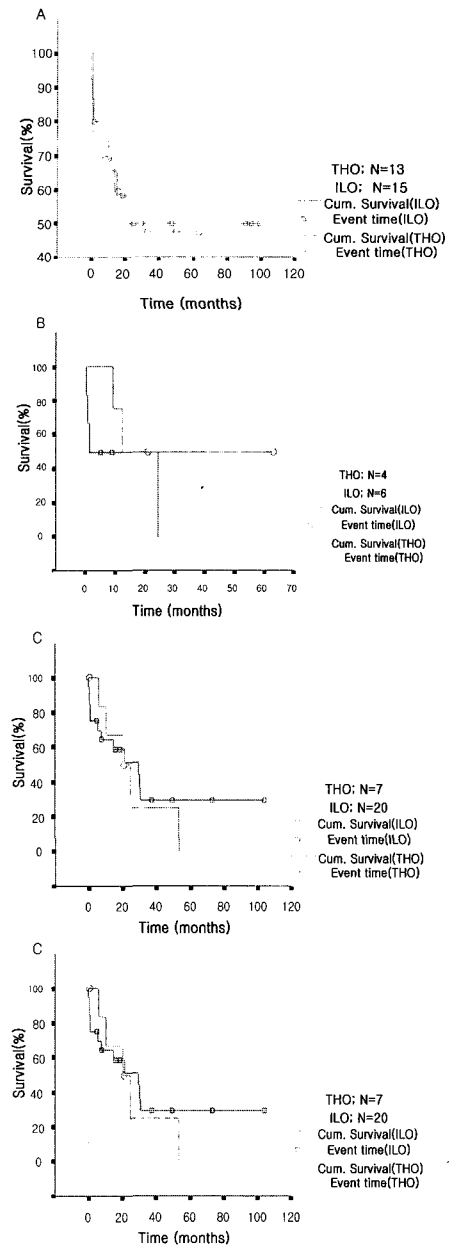 A
Survival(%)
100
90
80
70
60
50
40
0 20 40 60 80 100 120
Time (months)
THO; N=13
ILO; N=15
Cum. Survival(ILO)
Event time(ILO)
Cum. Survival(THO)
Event time(THO)
B
Survival(%)
100
80
60
40
20
0
0 10 20 30 40 50 60 70
Time (months)
THO; N=4
ILO; N=6
Cum. Survival(ILO)
Event time(ILO)
Cum. Survival(THO)
Event time(THO)
C
Survival(%)
100
80
60
40
20
0
0 20 40 60 80 100 120
Time (months)
THO; N=7
ILO; N=20
Cum. Survival(ILO)
Event time(ILO)
Cum. Survival(THO)
Event time(THO)
C
Survival(%)
100
80
60
40
20
0
0 20 40 60 80 100 120
Time (months)
THO; N=7
ILO; N=20
Cum. Survival(ILO)
Event time(ILO)
Cum. Survival(THO)
Event time(THO)